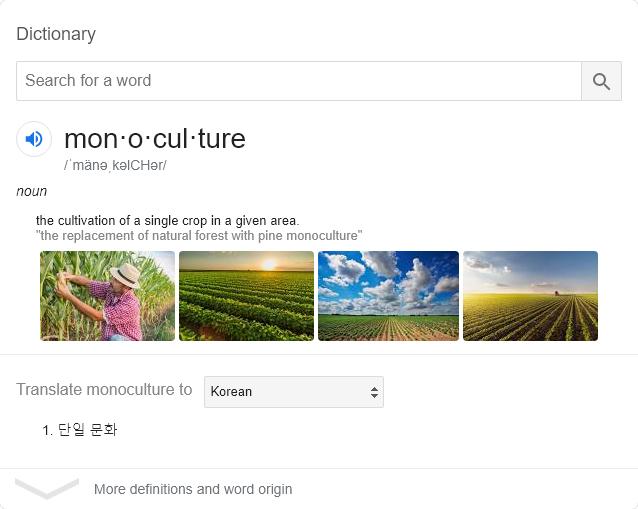 Dictionary
Search for a word
mon·o·cul·ture
/ˈmänəˌkəlCHər/
noun
the cultivation of a single crop in a given area.
"the replacement of natural forest with pine monoculture"
Translate monoculture to Korean
1. 단일 문화
More definitions and word origin